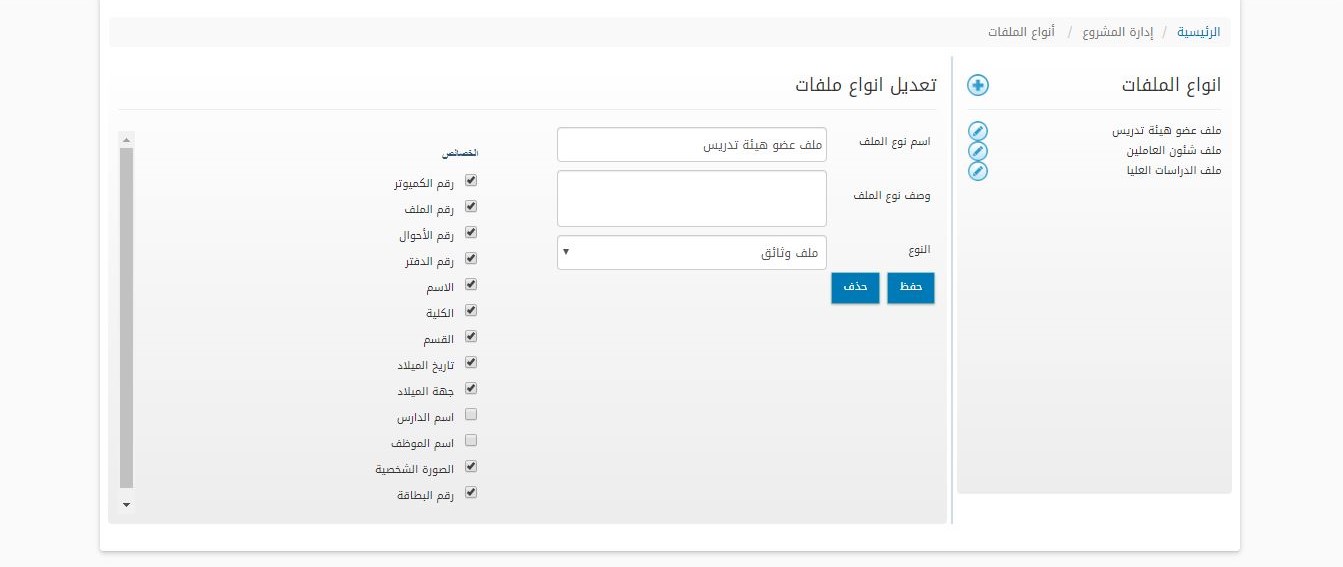 الرئيسية / إدارة المشروع / أنواع الملفات
انواع الملفات
ملف عضو هيئة تدريس
ملف شئون العاملين
ملف الدراسات العليا
تعديل انواع ملفات
اسم نوع الملف
ملف عضو هيئة تدريس
وصف نوع الملف
النوع
ملف وثائق
حفظ
حذف
الخصائص
رقم الكمبوتر
رقم الملف
رقم الأحوال
رقم الدفتر
الاسم
الكلية
القسم
تاريخ الميلاد
جهة الميلاد
اسم الدارس
اسم الموظف
الصورة الشخصية
رقم البطاقة